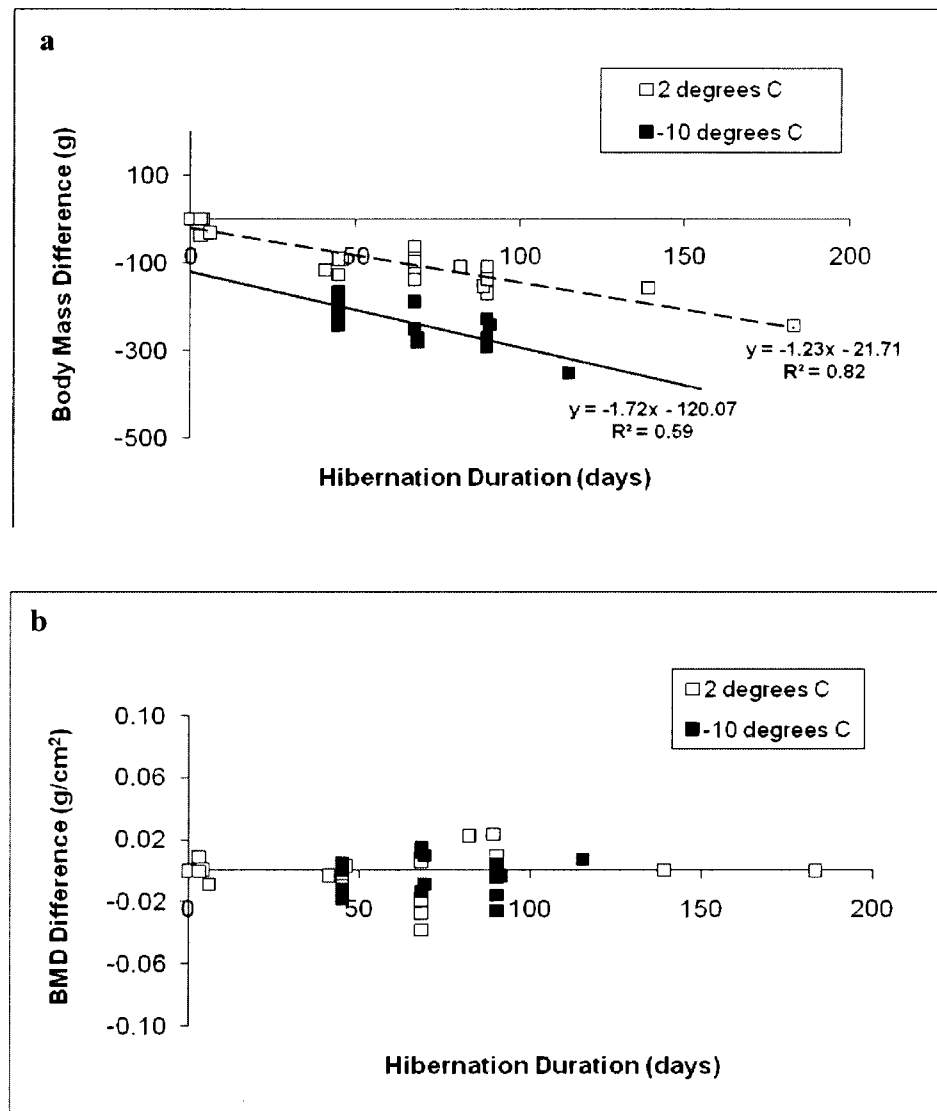 a
2 degrees C
-10 degrees C
Body Mass Difference (g)
100
-100
-300
-500
0
50
100
150
200
y = -1.23x - 21.71
R² = 0.82
y = -1.72x - 120.07
R² = 0.59
Hibernation Duration (days)
b
2 degrees C
-10 degrees C
BMD Difference (g/cm²)
0.10
0.06
0.02
-0.02
-0.06
-0.10
0
50
100
150
200
Hibernation Duration (days)